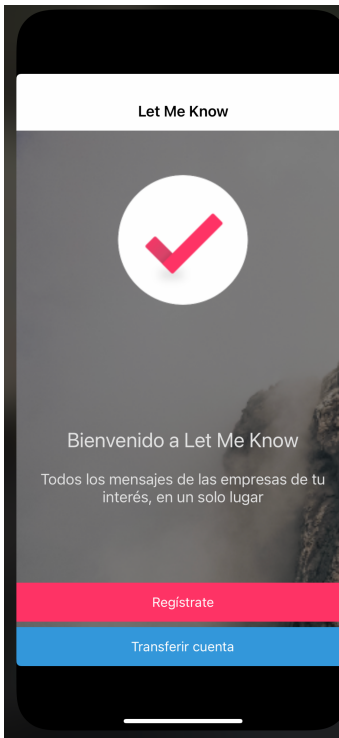 Let Me Know
Bienvenido a Let Me Know
Todos los mensajes de las empresas de tu
interés, en un solo lugar
Regístrate
Transferir cuenta